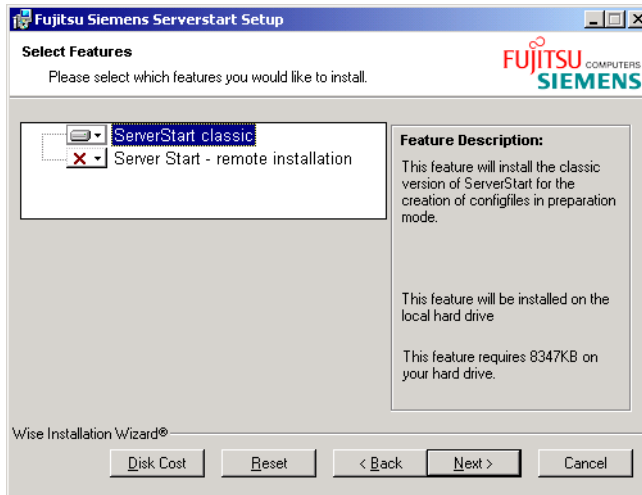 Fujitsu Siemens Serverstart Setup
Select Features
Please select which features you would like to install.
FUJITSU COMPUTERS
SIEMENS
ServerStart classic
Server Start - remote installation
Feature Description:
This feature will install the classic
version of ServerStart for the
creation of configfiles in preparation
mode.
This feature will be installed on the
local hard drive
This feature requires 8347KB on
your hard drive.
Wise Installation Wizard®
Disk Cost
Reset
< Back
Next >
Cancel